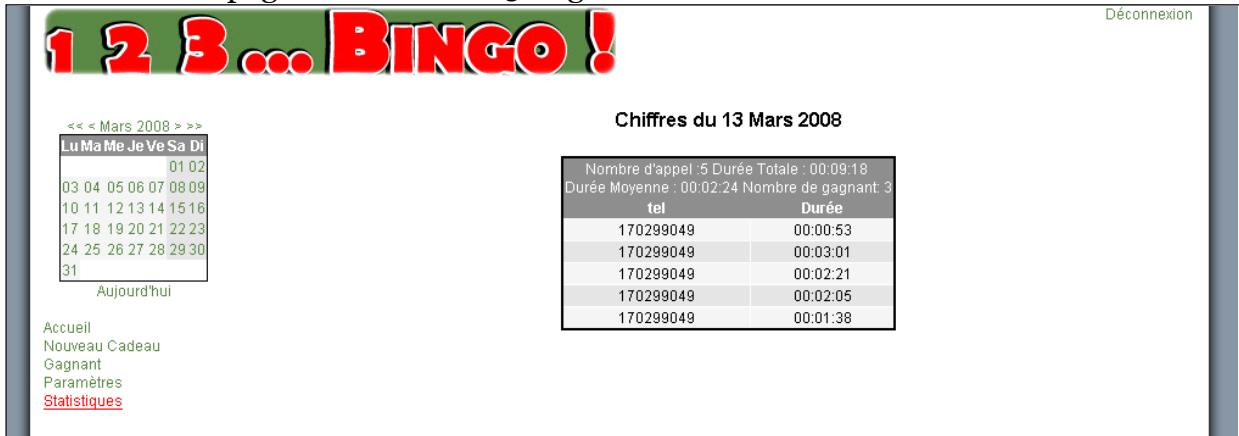 Déconnexion
1 2 3... BINGO !
<< < Mars 2008 > >>
Lu Ma Me Je Ve Sa Di
01 02
03 04 05 06 07 08 09
10 11 12 13 14 15 16
17 18 19 20 21 22 23
24 25 26 27 28 29 30
31
Aujourd'hui
Accueil
Nouveau Cadeau
Gagnant
Paramètres
Statistiques
Chiffres du 13 Mars 2008
Nombre d'appel :5 Durée Totale : 00:09:18
Durée Moyenne : 00:02:24 Nombre de gagnant: 3
tel Durée
170299049 00:00:53
170299049 00:03:01
170299049 00:02:21
170299049 00:02:05
170299049 00:01:38